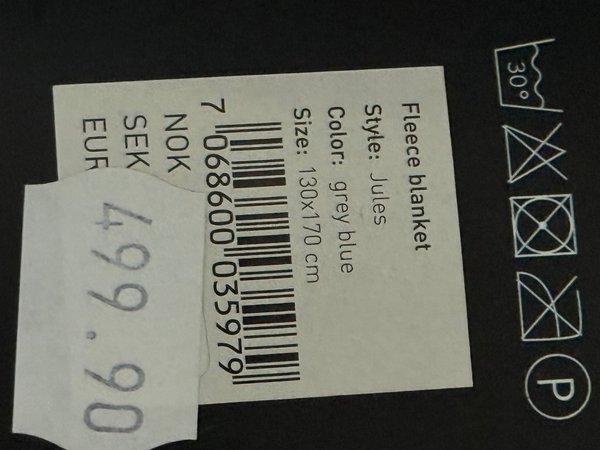 30°
P
Fleece blanket
Style: Jules
Color: grey blue
Size: 130x170 cm
7 068600 035979
NOK
SEK
EUR
499.90